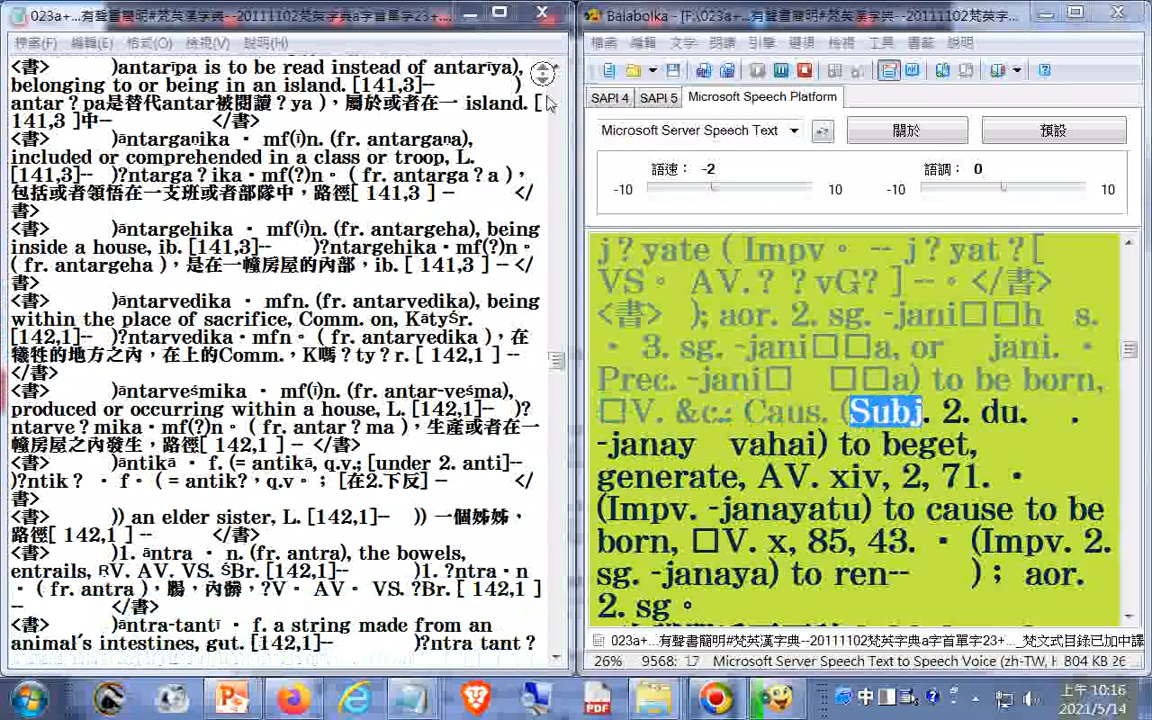 023a+...有聲書簡明#梵英漢字典--20111102梵英字典a字首單字23+...
檔案(F) 編輯(E) 格式(O) 檢視(V) 說明(H)
<書> )antarīpa is to be read instead of antarīya),
belonging to or being in an island. [141,3]-- )
antar ? pa是替代antar被閱讀 ? ya ), 屬於或者在一 island. [
141,3 ]中-- </書>
<書> )āntargaṇika ‧ mf(ī)n. (fr. antargaṇa),
included or comprehended in a class or troop, L.
[141,3]-- )?ntarga ? ika‧mf(?)n。 ( fr. antarga ? a ),
包括或者領悟在一支班或者部隊中,路徑[ 141,3 ] -- </
書>
<書> )āntargehika ‧ mf(ī)n. (fr. antargeha), being
inside a house, ib. [141,3]-- )?ntargehika‧mf(?)n。
( fr. antargeha ),是在一幢房屋的內部,ib. [ 141,3 ] -- </
書>
<書> )āntarvedika ‧ mfn. (fr. antarvedika), being
within the place of sacrifice, Comm. on, KātyŚr.
[142,1]-- )?ntarvedika‧mfn。 ( fr. antarvedika ),在
犧牲的地方之內,在上的Comm.,K嗎 ? ty ? r. [ 142,1 ] --
</書>
<書> )āntarveśmika ‧ mf(ī)n. (fr. antar-veśma),
produced or occurring within a house, L. [142,1]-- )?
ntarve ? mika‧mf(?)n。 ( fr. antar ? ma ),生產或者在一
幢房屋之內發生,路徑[ 142,1 ] -- </書>
<書> )āntikā ‧ f. (= antikā, q.v.; [under 2. anti]--
)?ntik ? ‧ f‧ ( = antik?,q.v。; [在2.下反] -- </
書>
<書> )) an elder sister, L. [142,1]-- )) 一個姊姊,
路徑[ 142,1 ] -- </書>
<書> )1. āntra ‧ n. (fr. antra), the bowels,
entrails, RV. AV. VS. ŚBr. [142,1]-- )1. ?ntra‧n
。 ( fr. antra ),腸,內臟,?V。AV。VS. ?Br. [ 142,1 ]
-- </書>
<書> )āntra-tantī ‧ f. a string made from an
animal's intestines, gut. [142,1]-- )?ntra tant ?
Balabolka - [F:\023a+...有聲書簡明#梵英漢字典--20111102梵英字...
檔案 編輯 文字 朗讀 引擎 選項 檢視 工具 書籤 說明
SAPI 4 SAPI 5 Microsoft Speech Platform
Microsoft Server Speech Text 關於 預設
語速: -2 語調: 0
-10 10 -10 10
j ? yate ( Impv。 -- j ? yat ? [
VS。 AV.? ? vG? ] --。</書>
<書> ); aor. 2. sg. -jani□□h s.
‧ 3. sg. -jani□□a, or jani. ‧
Prec. -jani□ □□a) to be born,
□V. &c.: Caus. (Subj. 2. du. .
-janay vahai) to beget,
generate, AV. xiv, 2, 71. ‧
(Impv. -janayatu) to cause to be
born, □V. x, 85, 43. ‧ (Impv. 2.
sg. -janaya) to ren-- ); aor.
2. sg。
023a+...有聲書簡明#梵英漢字典--20111102梵英字典a字首單字23+...梵文式目錄已加中譯
26% 9568: 17 Microsoft Server Speech Text to Speech Voice (zh-TW, H 804 KB 26
PDF 中 上午 10:16
2021/5/14